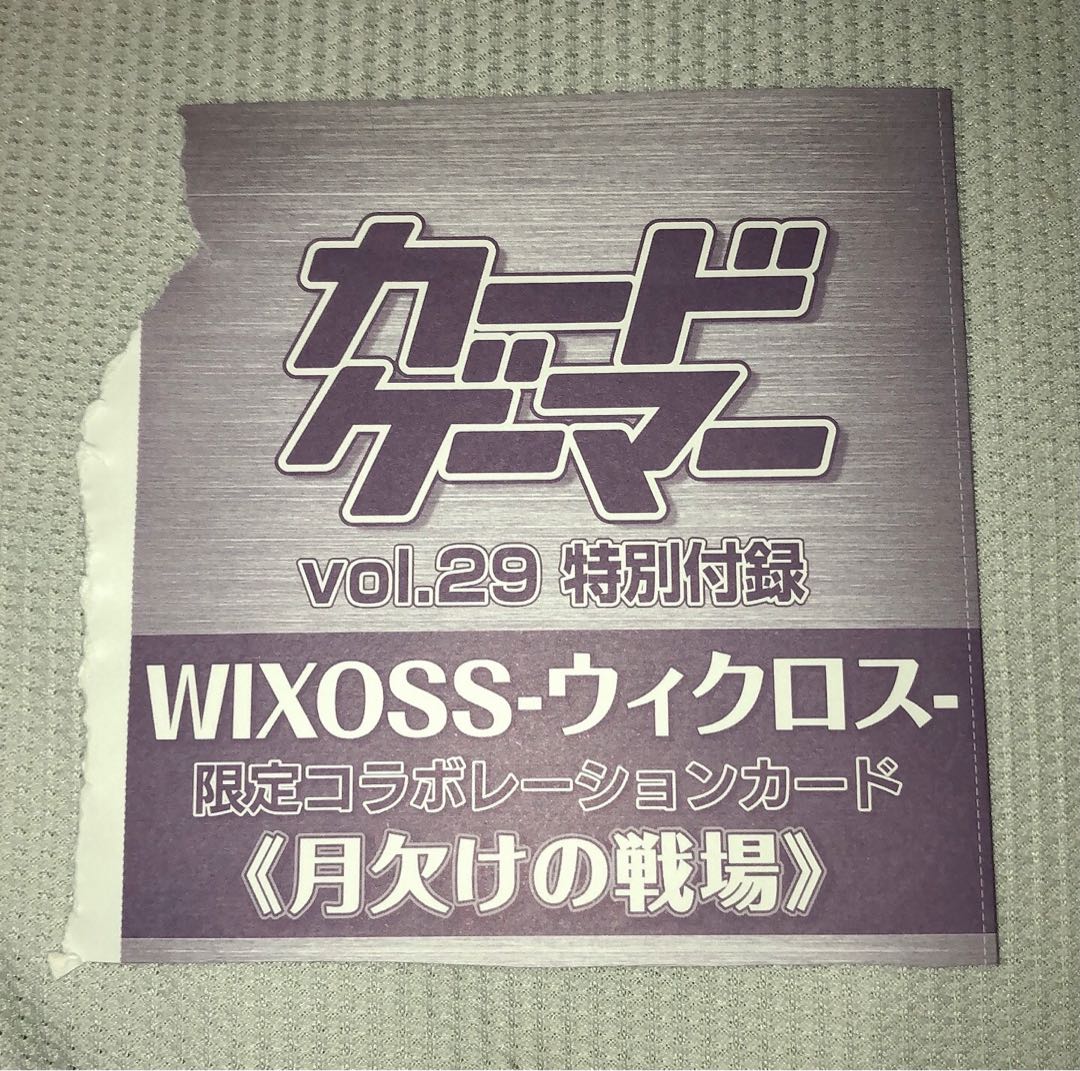 カード
ゲーマー
vol.29 特別付録
WIXOSS-ウィクロス-
限定コラボレーションカード
《月欠けの戦場》